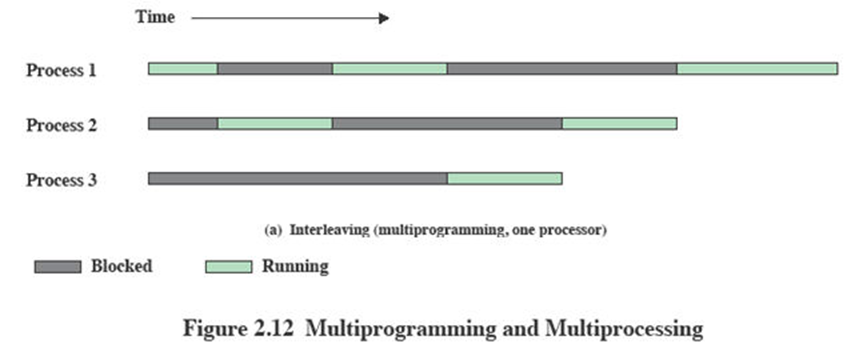 Time
Process 1
Process 2
Process 3
(a) Interleaving (multiprogramming, one processor)
Blocked Running
Figure 2.12 Multiprogramming and Multiprocessing